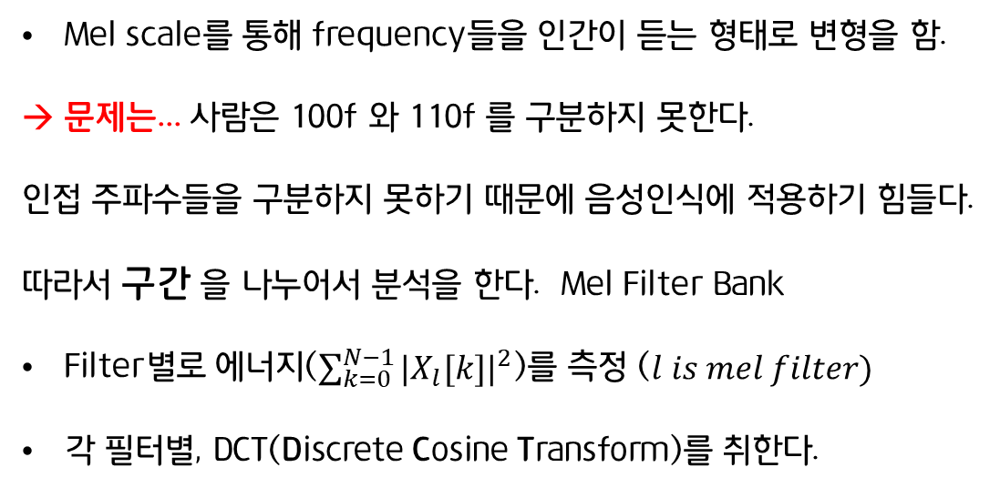 • Mel scale를 통해 frequency들을 인간이 듣는 형태로 변형을 함.
→ 문제는... 사람은 100f 와 110f 를 구분하지 못한다.
인접 주파수들을 구분하지 못하기 때문에 음성인식에 적용하기 힘들다.
따라서 구간 을 나누어서 분석을 한다. Mel Filter Bank
• Filter별로 에너지(∑_{k=0}^{N−1} |X_l[k]|^2)를 측정 (l is mel filter)
• 각 필터별, DCT(Discrete Cosine Transform)를 취한다.